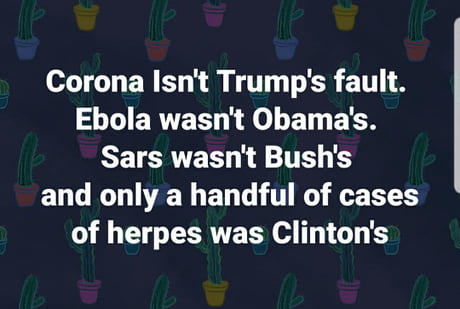 Corona Isn't Trump's fault.
Ebola wasn't Obama's.
Sars wasn't Bush's
and only a handful of cases
of herpes was Clinton's